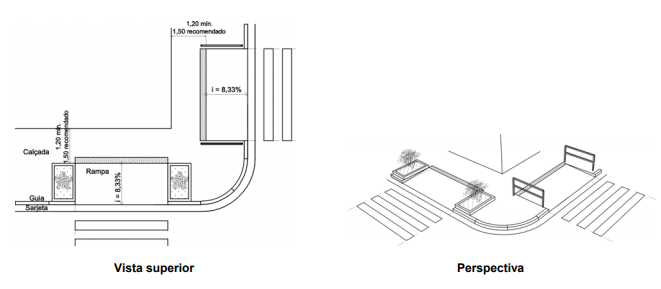 1,20 mín.
1,50 recomendado
i = 8,33%
1,20 mín.
1,50 recomendado
Calçada
Rampa
i = 8,33%
Guia
Sarjeta
Vista superior
Perspectiva